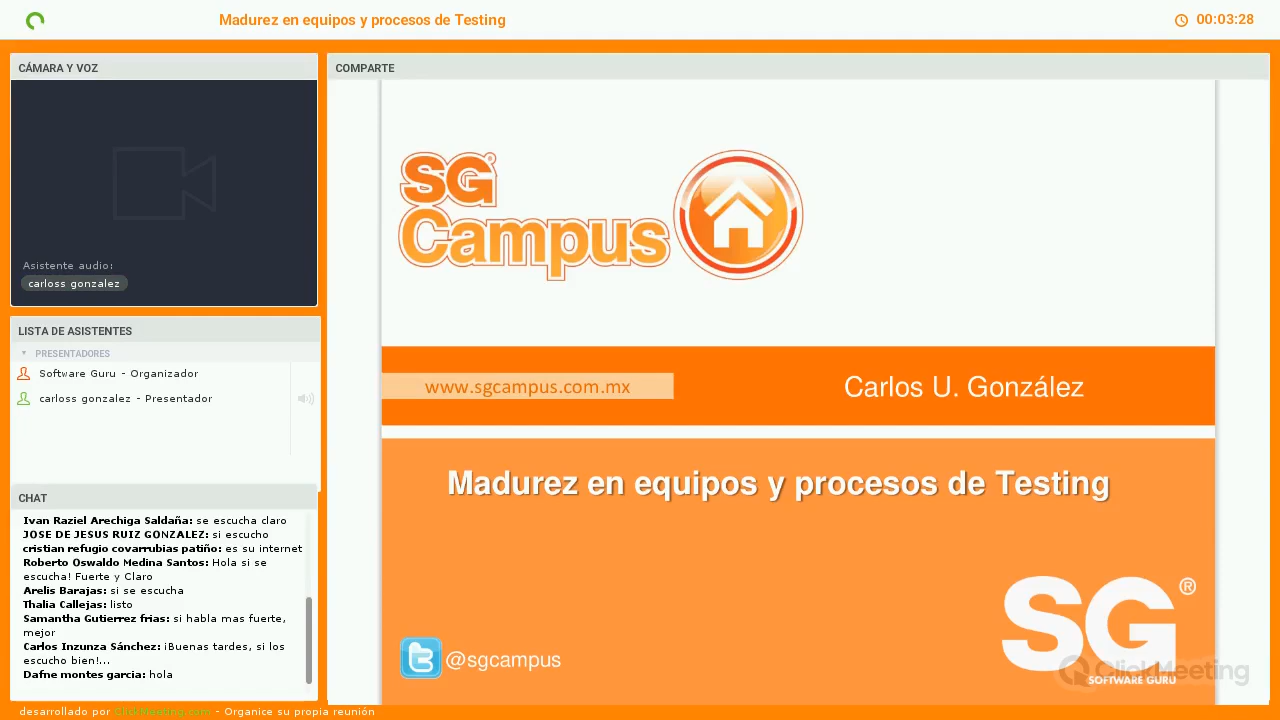 Madurez en equipos y procesos de Testing
00:03:28
CÁMARA Y VOZ
Asistente audio:
carloss gonzalez
LISTA DE ASISTENTES
PRESENTADORES
Software Guru - Organizador
carloss gonzalez - Presentador
CHAT
Ivan Raziel Arechiga Saldaña: se escucha claro
JOSE DE JESUS RUIZ GONZALEZ: si escucho
cristian refugio covarrubias patiño: es su internet
Roberto Oswaldo Medina Santos: Hola si se
escucha! Fuerte y Claro
Arelis Barajas: si se escucha
Thalia Callejas: listo
Samantha Gutierrez frias: si habla mas fuerte,
mejor
Carlos Inzunza Sánchez: ¡Buenas tardes, si los
escucho bien!...
Dafne montes garcia: hola
COMPARTE
SG®
Campus
www.sgcampus.com.mx
Carlos U. González
Madurez en equipos y procesos de Testing
@sgcampus
SG®
SOFTWARE GURU
ClickMeeting
desarrollado por ClickMeeting.com - Organice su propia reunión